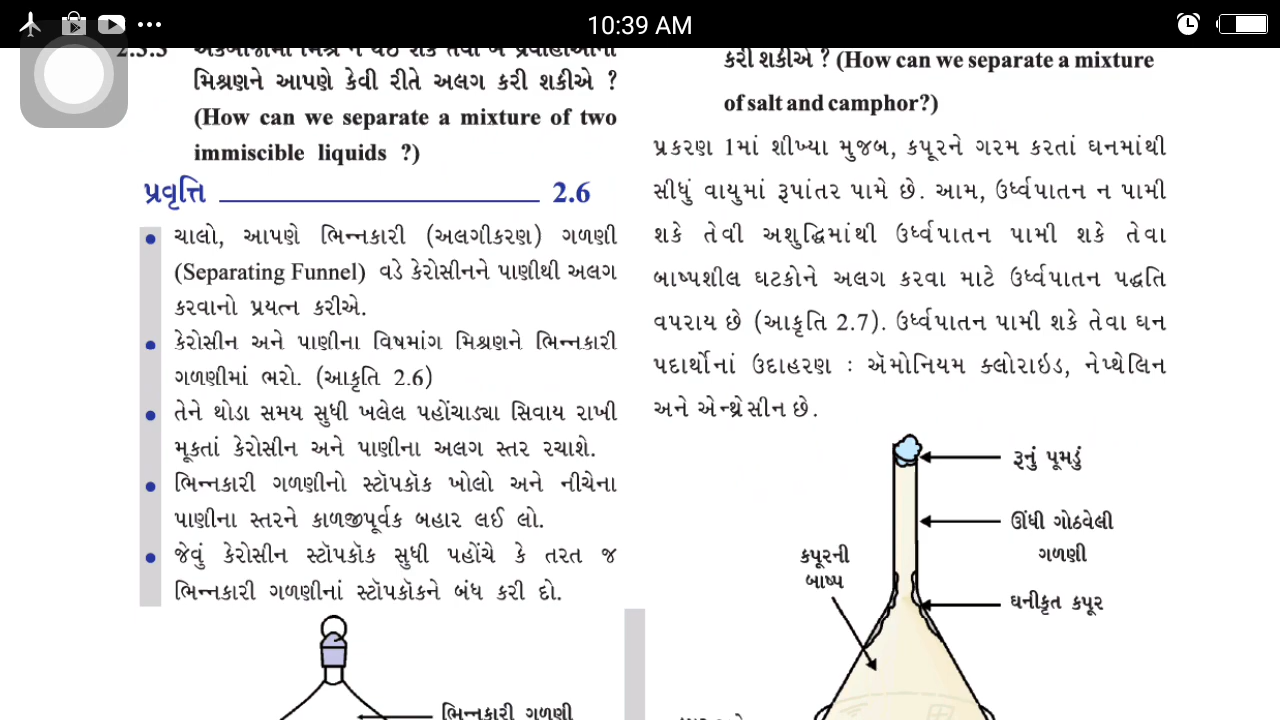 10:39 AM
મિશ્રણને આપણે કેવી રીતે અલગ કરી શકીએ ?
(How can we separate a mixture of two
immiscible liquids ?)
પ્રવૃત્તિ 2.6
• ચાલો, આપણે ભિન્નકારી (અલગીકરણ) ગળણી
(Separating Funnel) વડે કેરોસીનને પાણીથી અલગ
કરવાનો પ્રયત્ન કરીએ.
• કેરોસીન અને પાણીના વિષમાંગ મિશ્રણને ભિન્નકારી
ગળણીમાં ભરો. (આકૃતિ 2.6)
• તેને થોડા સમય સુધી ખલેલ પહોંચાડ્યા સિવાય રાખી
મૂકતાં કેરોસીન અને પાણીના અલગ સ્તર રચાશે.
• ભિન્નકારી ગળણીનો સ્ટૉપકૉક ખોલો અને નીચેના
પાણીના સ્તરને કાળજીપૂર્વક બહાર લઈ લો.
• જેવું કેરોસીન સ્ટૉપકૉક સુધી પહોંચે કે તરત જ
ભિન્નકારી ગળણીનાં સ્ટૉપકૉકને બંધ કરી દો.
ભિન્નકારી ગળણી
કરી શકીએ ? (How can we separate a mixture
of salt and camphor?)
પ્રકરણ 1માં શીખ્યા મુજબ, કપૂરને ગરમ કરતાં ઘનમાંથી
સીધું વાયુમાં રૂપાંતર પામે છે. આમ, ઉર્ધ્વપાતન ન પામી
શકે તેવી અશુદ્ધિમાંથી ઉર્ધ્વપાતન પામી શકે તેવા
બાષ્પશીલ ઘટકોને અલગ કરવા માટે ઉર્ધ્વપાતન પદ્ધતિ
વપરાય છે (આકૃતિ 2.7). ઉર્ધ્વપાતન પામી શકે તેવા ઘન
પદાર્થોનાં ઉદાહરણ : ઍમોનિયમ ક્લોરાઇડ, નેપ્થેલિન
અને એન્થ્રેસીન છે.
રૂનું પૂમડું
ઊંધી ગોઠવેલી
ગળણી
કપૂરની
બાષ્પ
ઘનીકૃત કપૂર